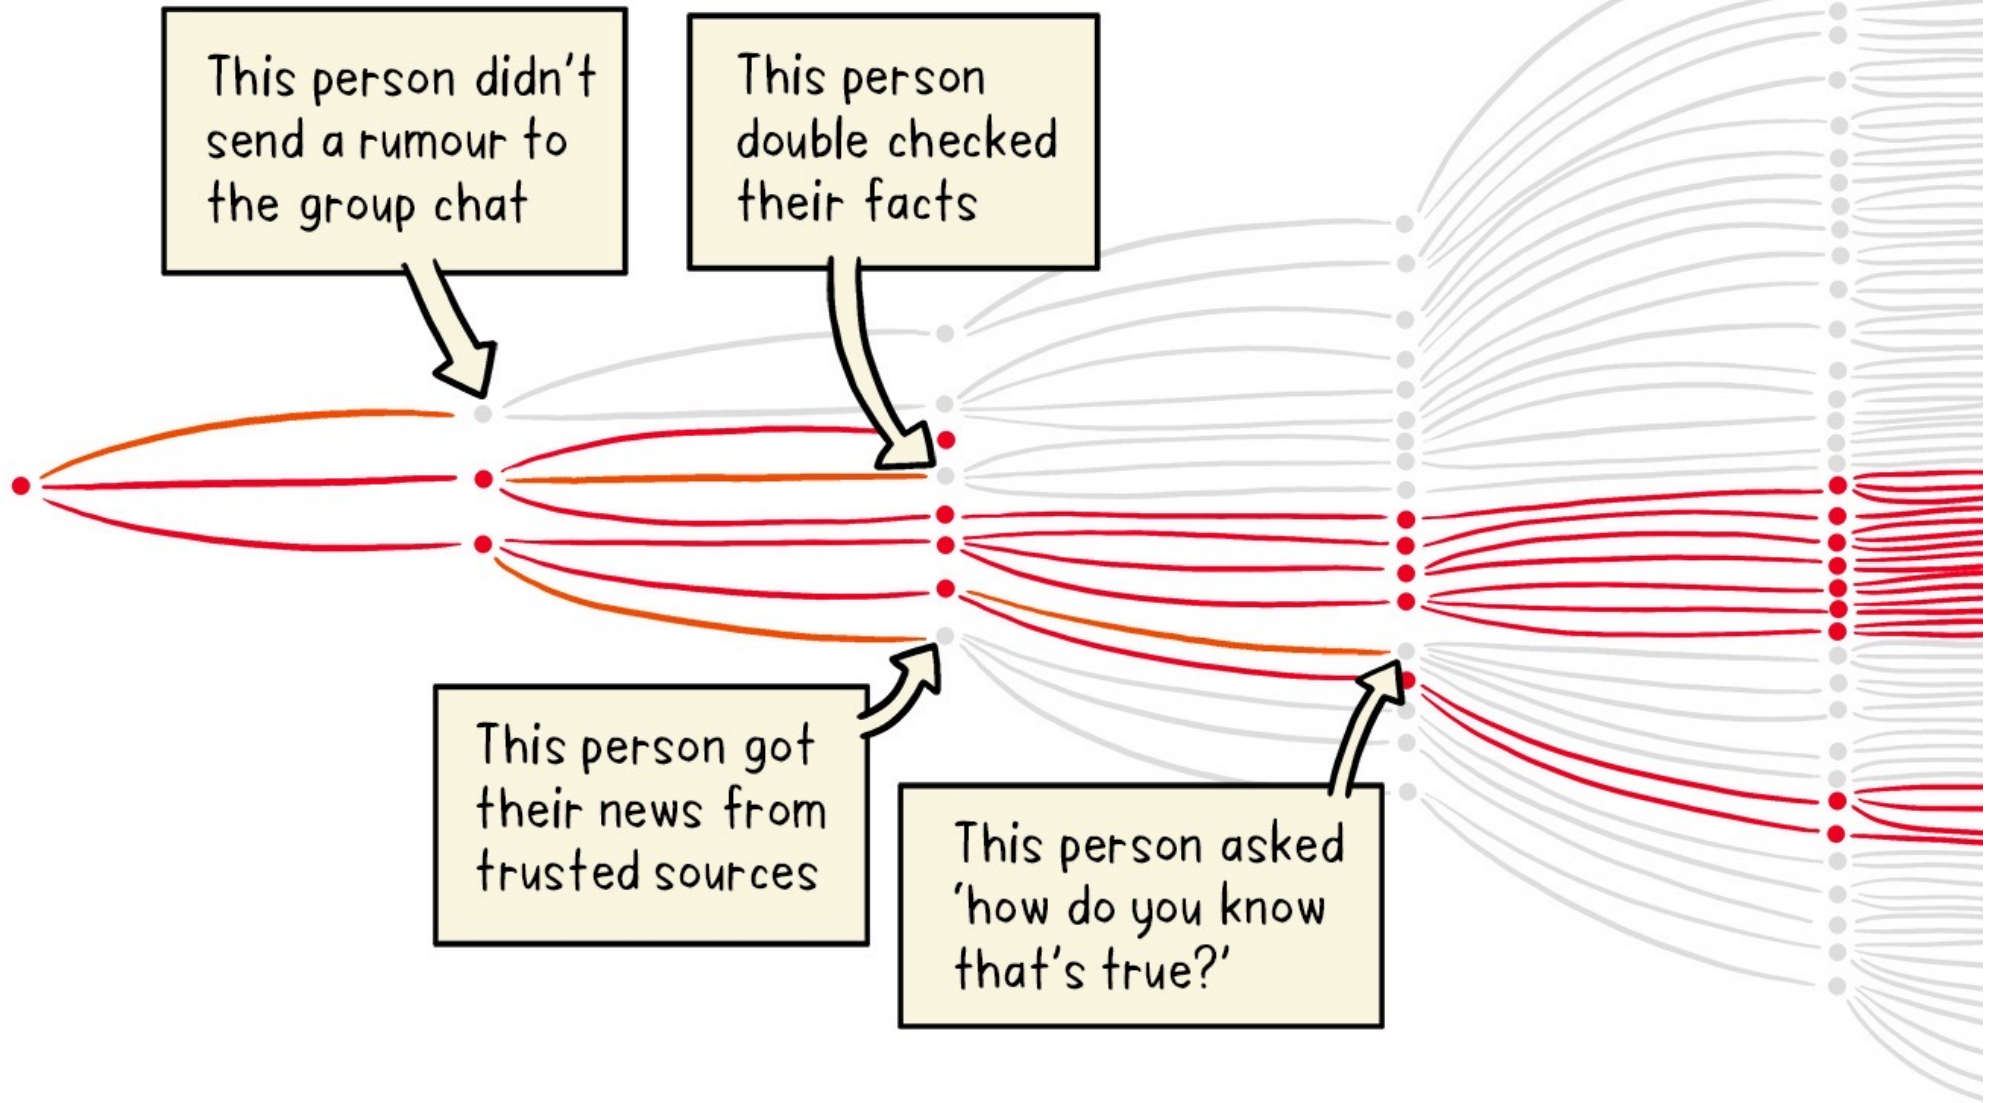 This person didn't
send a rumour to
the group chat
This person
double checked
their facts
This person got
their news from
trusted sources
This person asked
'how do you know
that's true?'